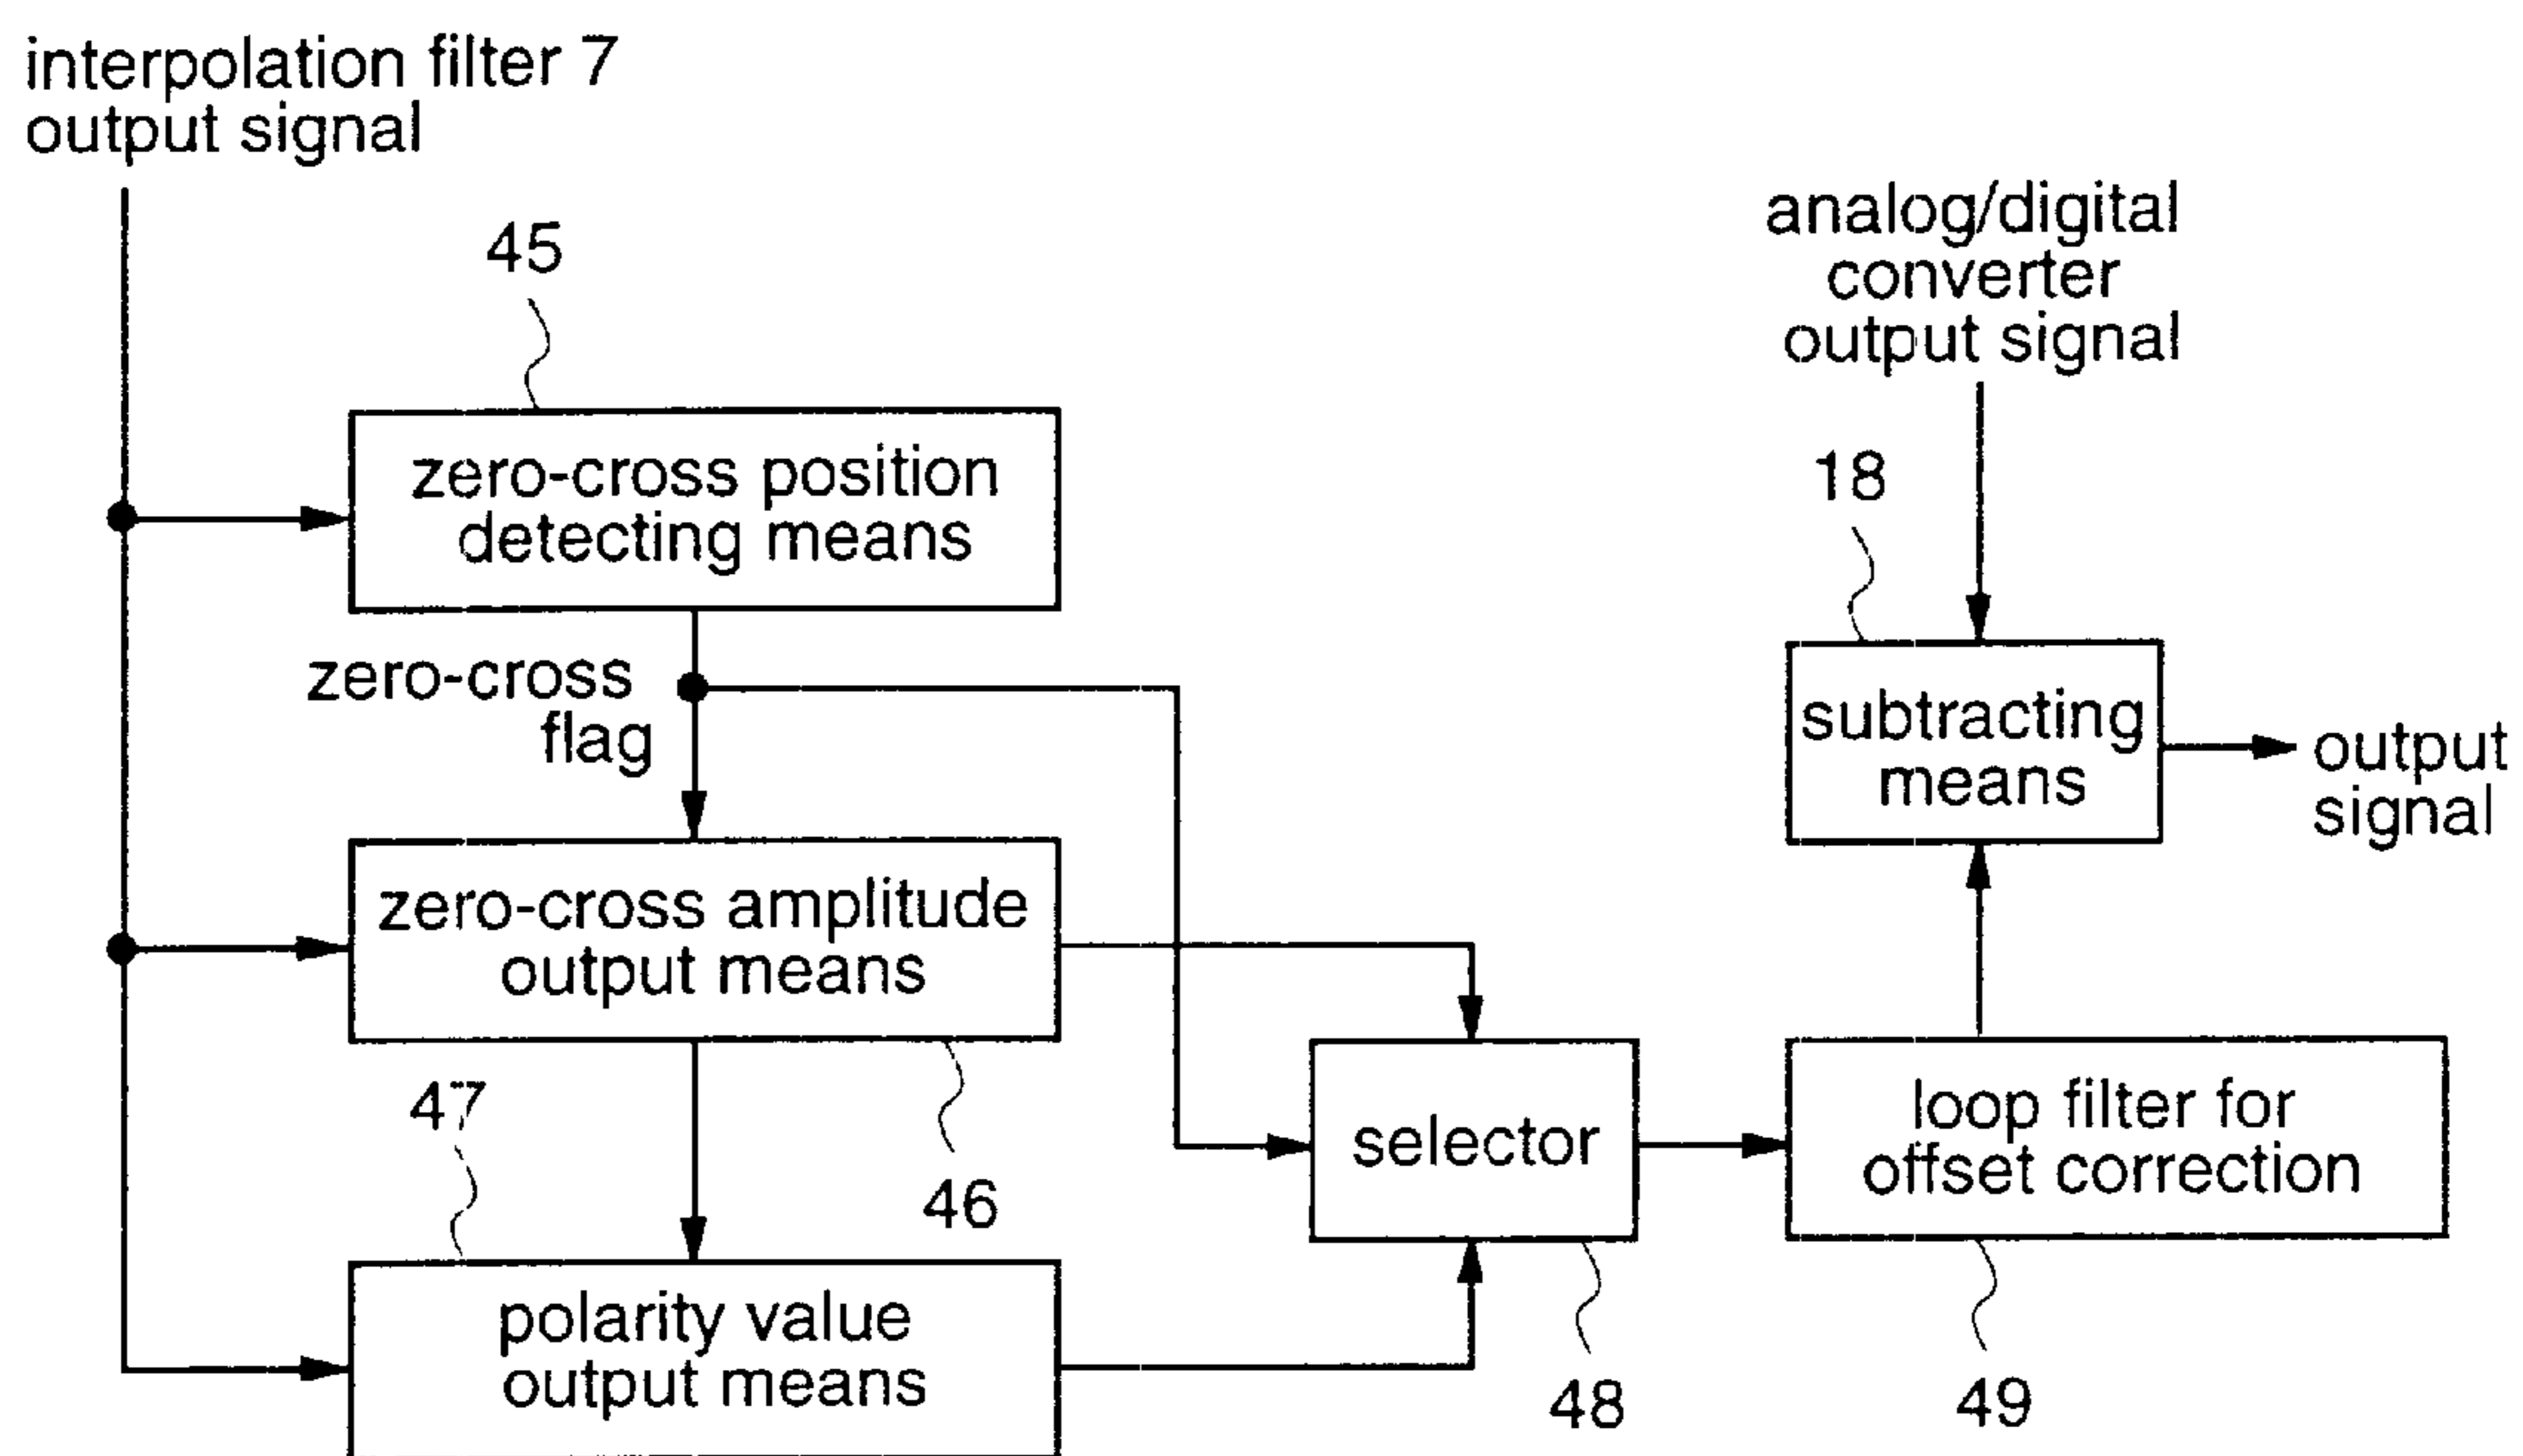 interpolation filter 7
output signal
45
analog/digital
converter
output signal
zero-cross position
detecting means
18
zero-cross
flag
subtracting
means
output
signal
zero-cross amplitude
output means
47
46
selector
loop filter for
offset correction
polarity value
output means
48
49